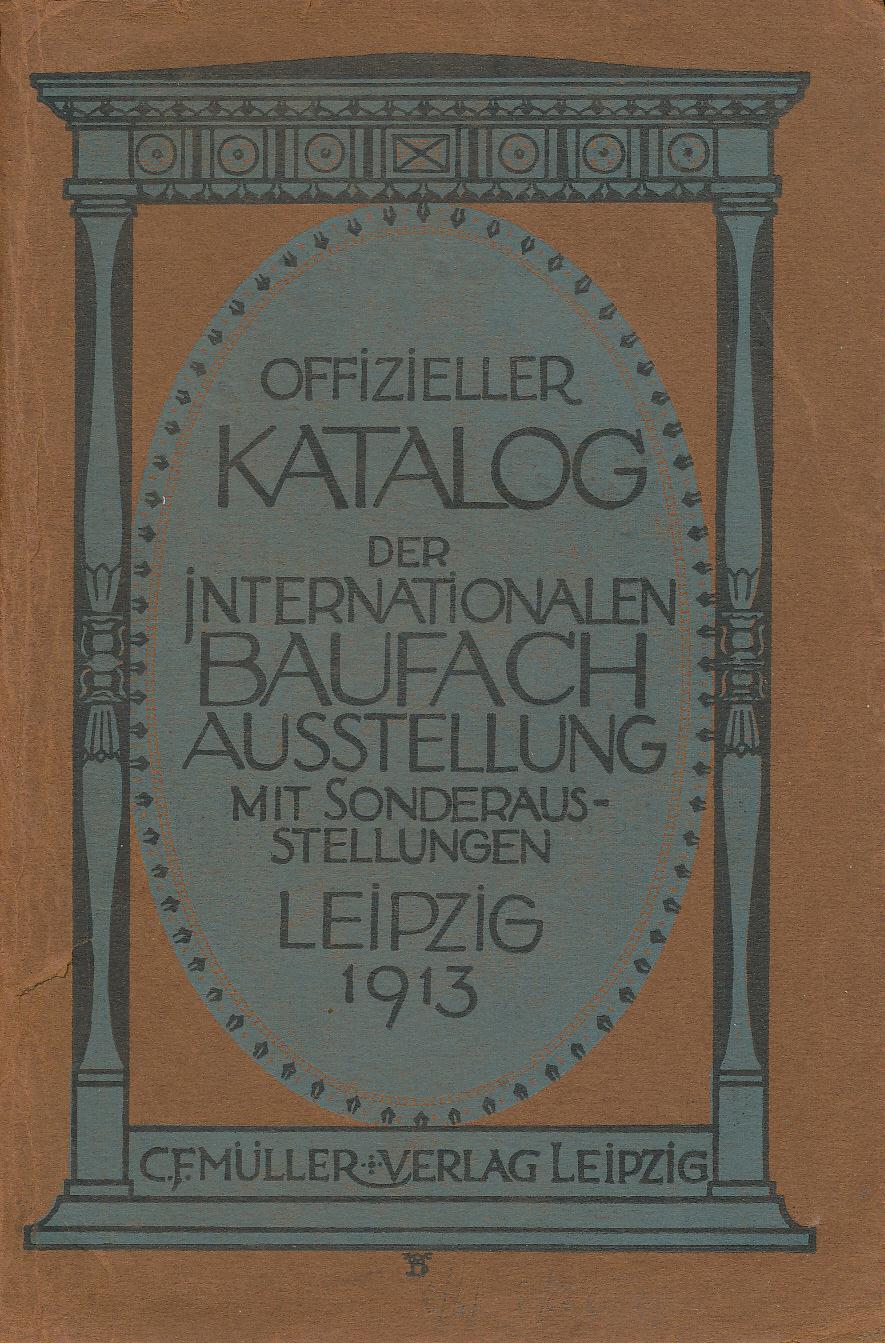 OFFiZiELLER
KATALOG
DER
iNTERNATiONALEN
BAUFACH
AUSSTELLUNG
MIT SONDERAUS-
STELLUNGEN
LEiPZiG
1913
C.F. MÜLLER VERLAG LEiPZiG